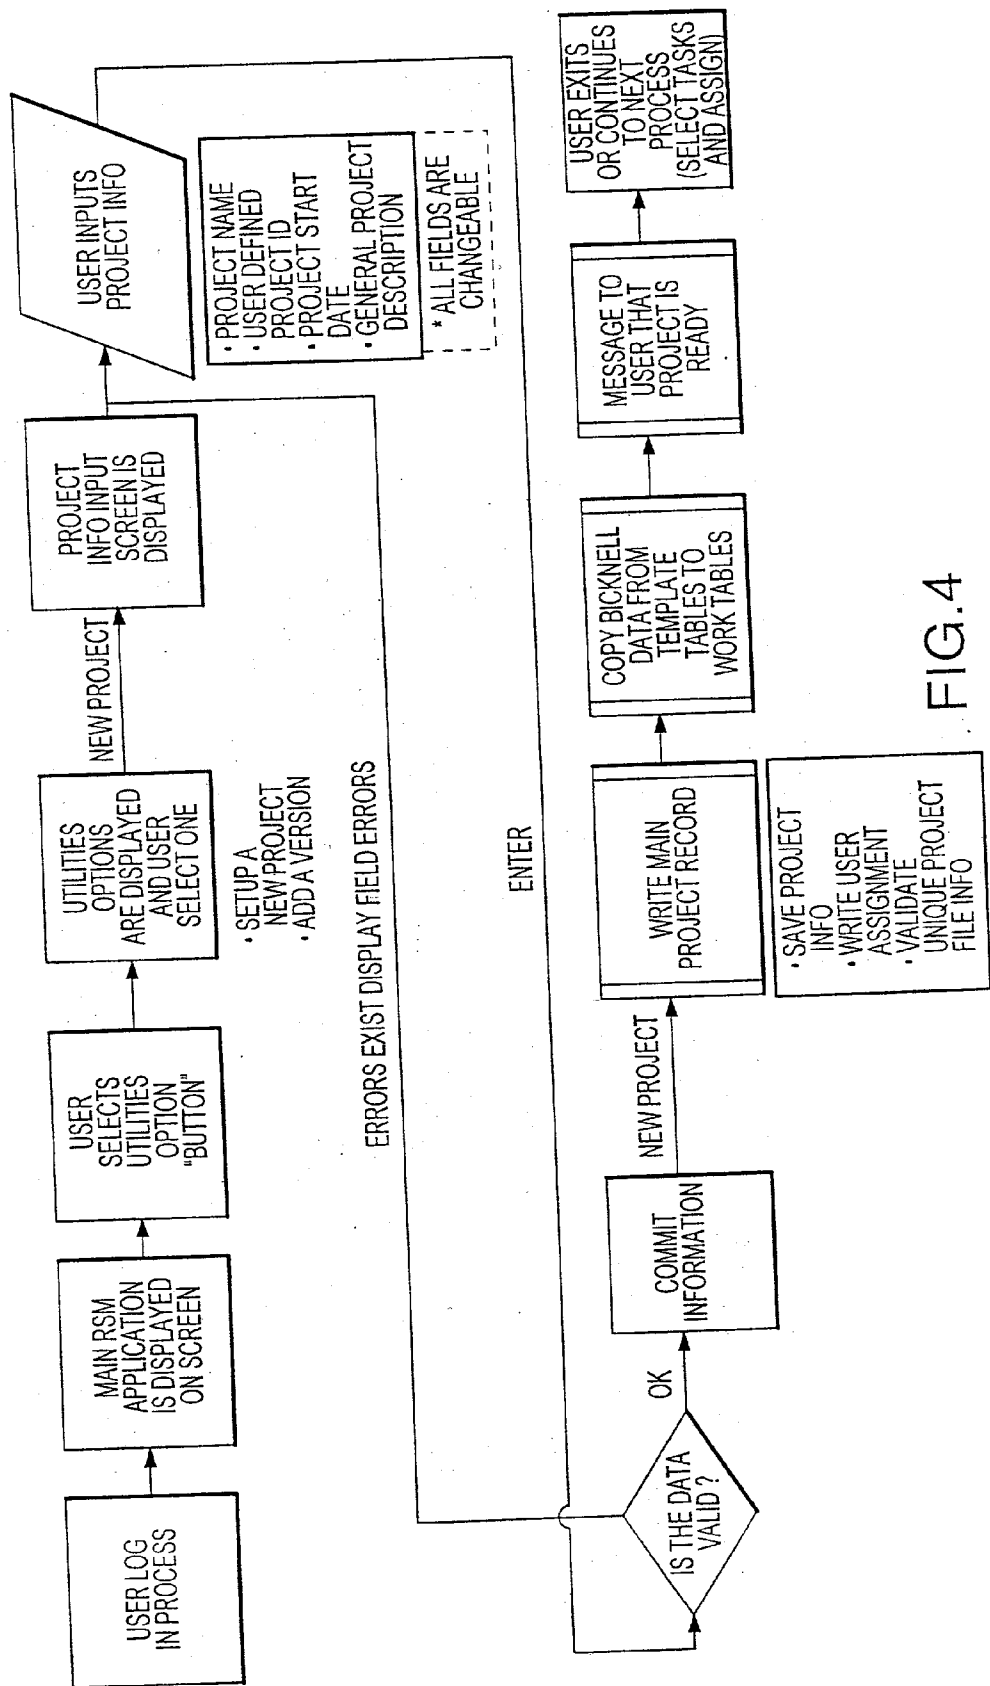 USER LOG
IN PROCESS
MAIN RSM
APPLICATION
IS DISPLAYED
ON SCREEN
USER
SELECTS
UTILITIES
OPTION
"BUTTON"
UTILITIES
OPTIONS
ARE DISPLAYED
AND USER
SELECT ONE
• SETUP A
NEW PROJECT
• ADD A VERSION
NEW PROJECT
PROJECT
INFO INPUT
SCREEN IS
DISPLAYED
USER INPUTS
PROJECT INFO
• PROJECT NAME
• USER DEFINED
PROJECT ID
• PROJECT START
DATE
• GENERAL PROJECT
DESCRIPTION
* ALL FIELDS ARE
CHANGEABLE
ERRORS EXIST DISPLAY FIELD ERRORS
ENTER
IS THE DATA
VALID ?
OK
COMMIT
INFORMATION
NEW PROJECT
WRITE MAIN
PROJECT RECORD
• SAVE PROJECT
INFO
• WRITE USER
ASSIGNMENT
• VALIDATE
UNIQUE PROJECT
FILE INFO
COPY BICKNELL
DATA FROM
TEMPLATE
TABLES TO
WORK TABLES
MESSAGE TO
USER THAT
PROJECT IS
READY
USER EXITS
OR CONTINUES
TO NEXT
PROCESS
(SELECT TASKS
AND ASSIGN)
FIG.4